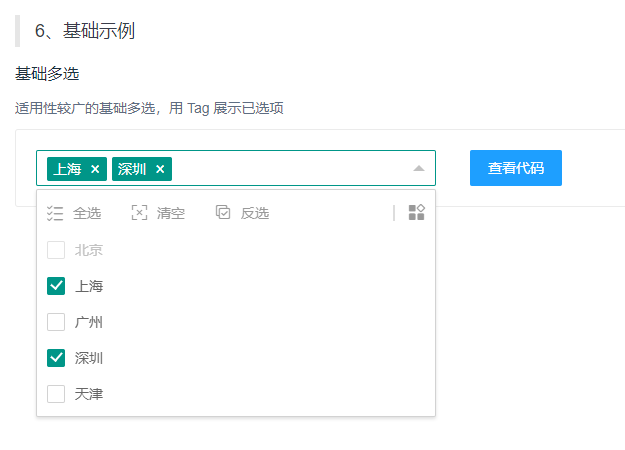 6、基础示例
基础多选
适用性较广的基础多选，用 Tag 展示已选项
上海 × 深圳 × 查看代码
全选 清空 反选
北京
上海
广州
深圳
天津